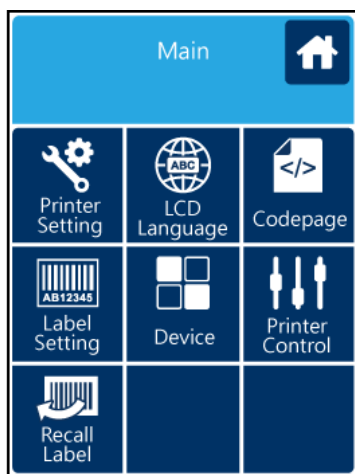 Main
ABC
</>
Printer
Setting
LCD
Language
Codepage
AB12345
Label
Setting
Device
Printer
Control
Recall
Label